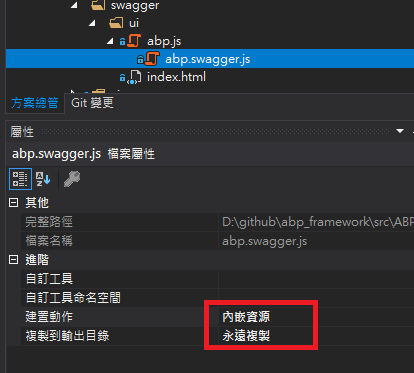 swagger
ui
abp.js
abp.swagger.js
index.html
方案總管 Git 變更
屬性
abp.swagger.js 檔案屬性
其他
完整路徑 D:\github\abp_framework\src\ABP
檔案名稱 abp.swagger.js
進階
自訂工具
自訂工具命名空間
建置動作 內嵌資源
複製到輸出目錄 永遠複製